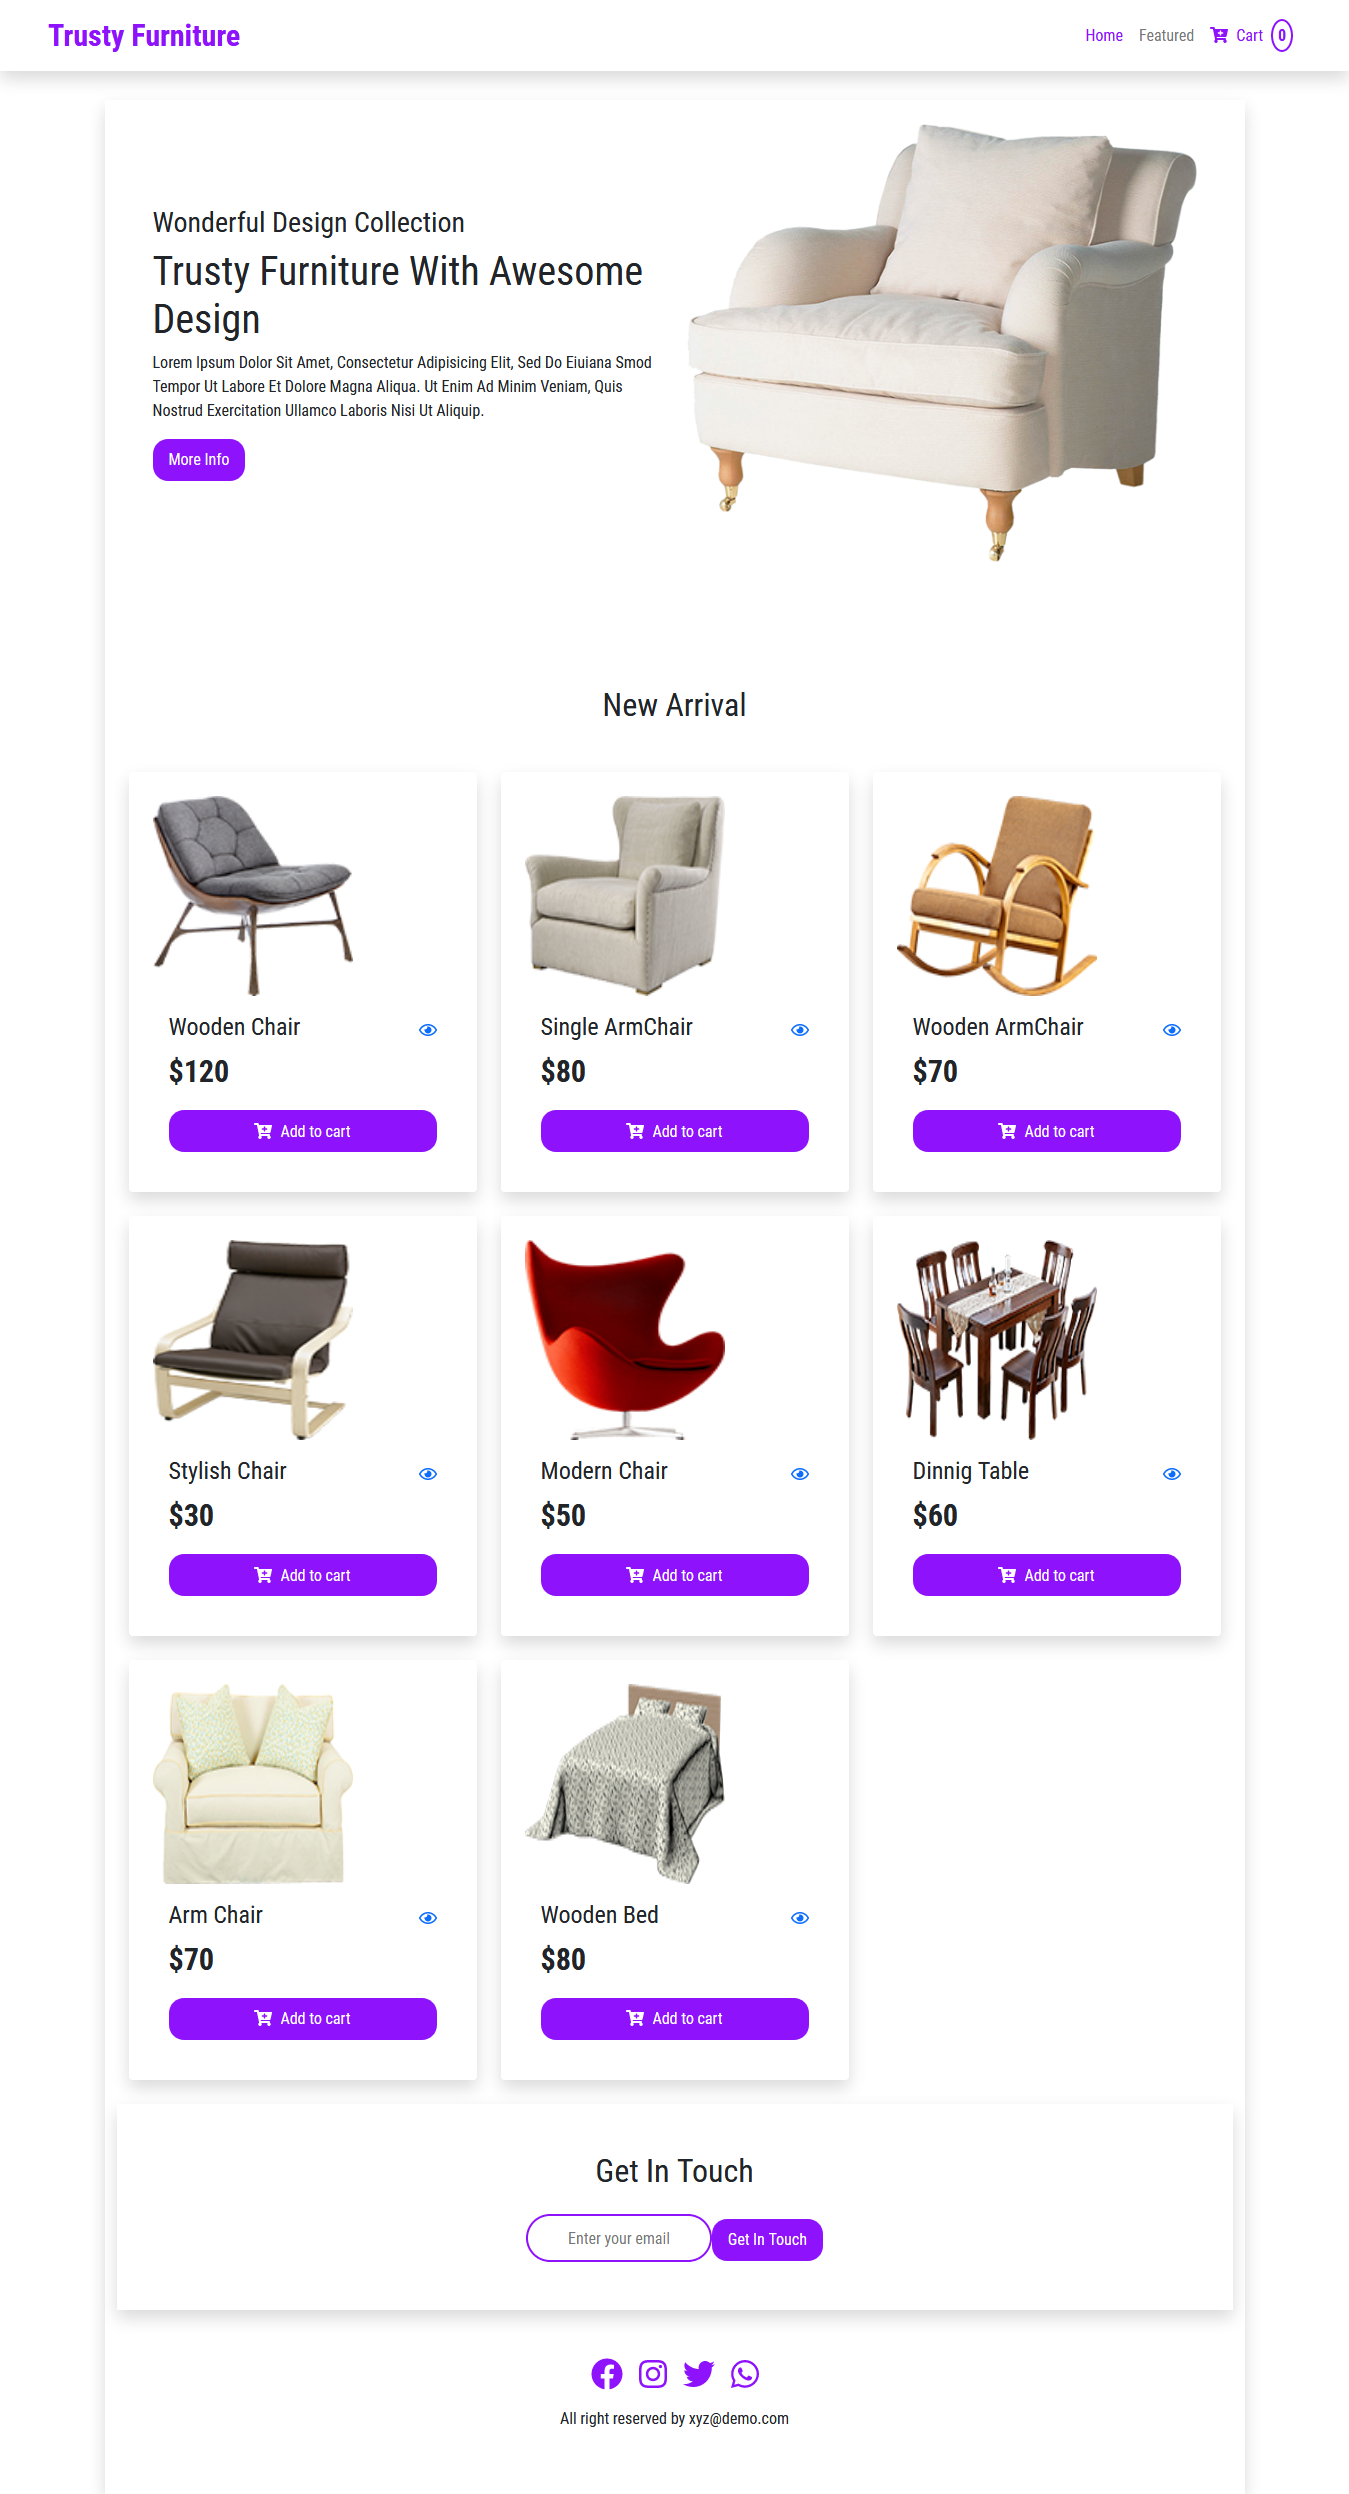 Trusty Furniture
Home Featured Cart 0
Wonderful Design Collection
Trusty Furniture With Awesome
Design
Lorem Ipsum Dolor Sit Amet, Consectetur Adipisicing Elit, Sed Do Eiuiana Smod
Tempor Ut Labore Et Dolore Magna Aliqua. Ut Enim Ad Minim Veniam, Quis
Nostrud Exercitation Ullamco Laboris Nisi Ut Aliquip.
More Info
New Arrival
Wooden Chair
$120
Add to cart
Single ArmChair
$80
Add to cart
Wooden ArmChair
$70
Add to cart
Stylish Chair
$30
Add to cart
Modern Chair
$50
Add to cart
Dinnig Table
$60
Add to cart
Arm Chair
$70
Add to cart
Wooden Bed
$80
Add to cart
Get In Touch
Enter your email Get In Touch
All right reserved by xyz@demo.com